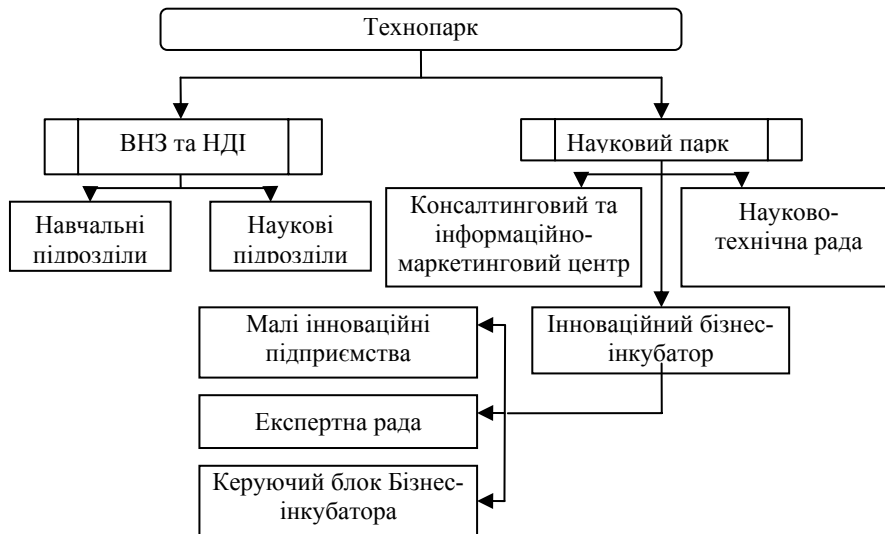 Технопарк
ВНЗ та НДІ
Науковий парк
Навчальні
підрозділи
Наукові
підрозділи
Консалтинговий та
інформаційно-
маркетинговий центр
Науково-
технічна рада
Малі інноваційні
підприємства
Інноваційний бізнес-
інкубатор
Експертна рада
Керуючий блок Бізнес-
інкубатора